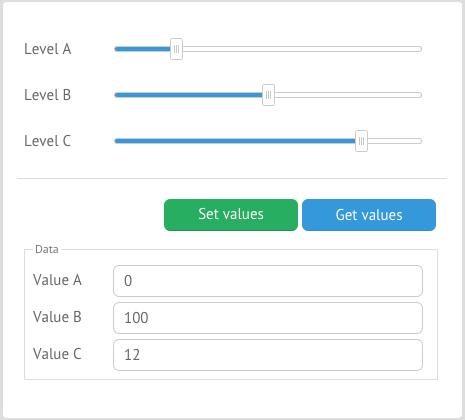 Level A
Level B
Level C
Set values Get values
Data
Value A 0
Value B 100
Value C 12